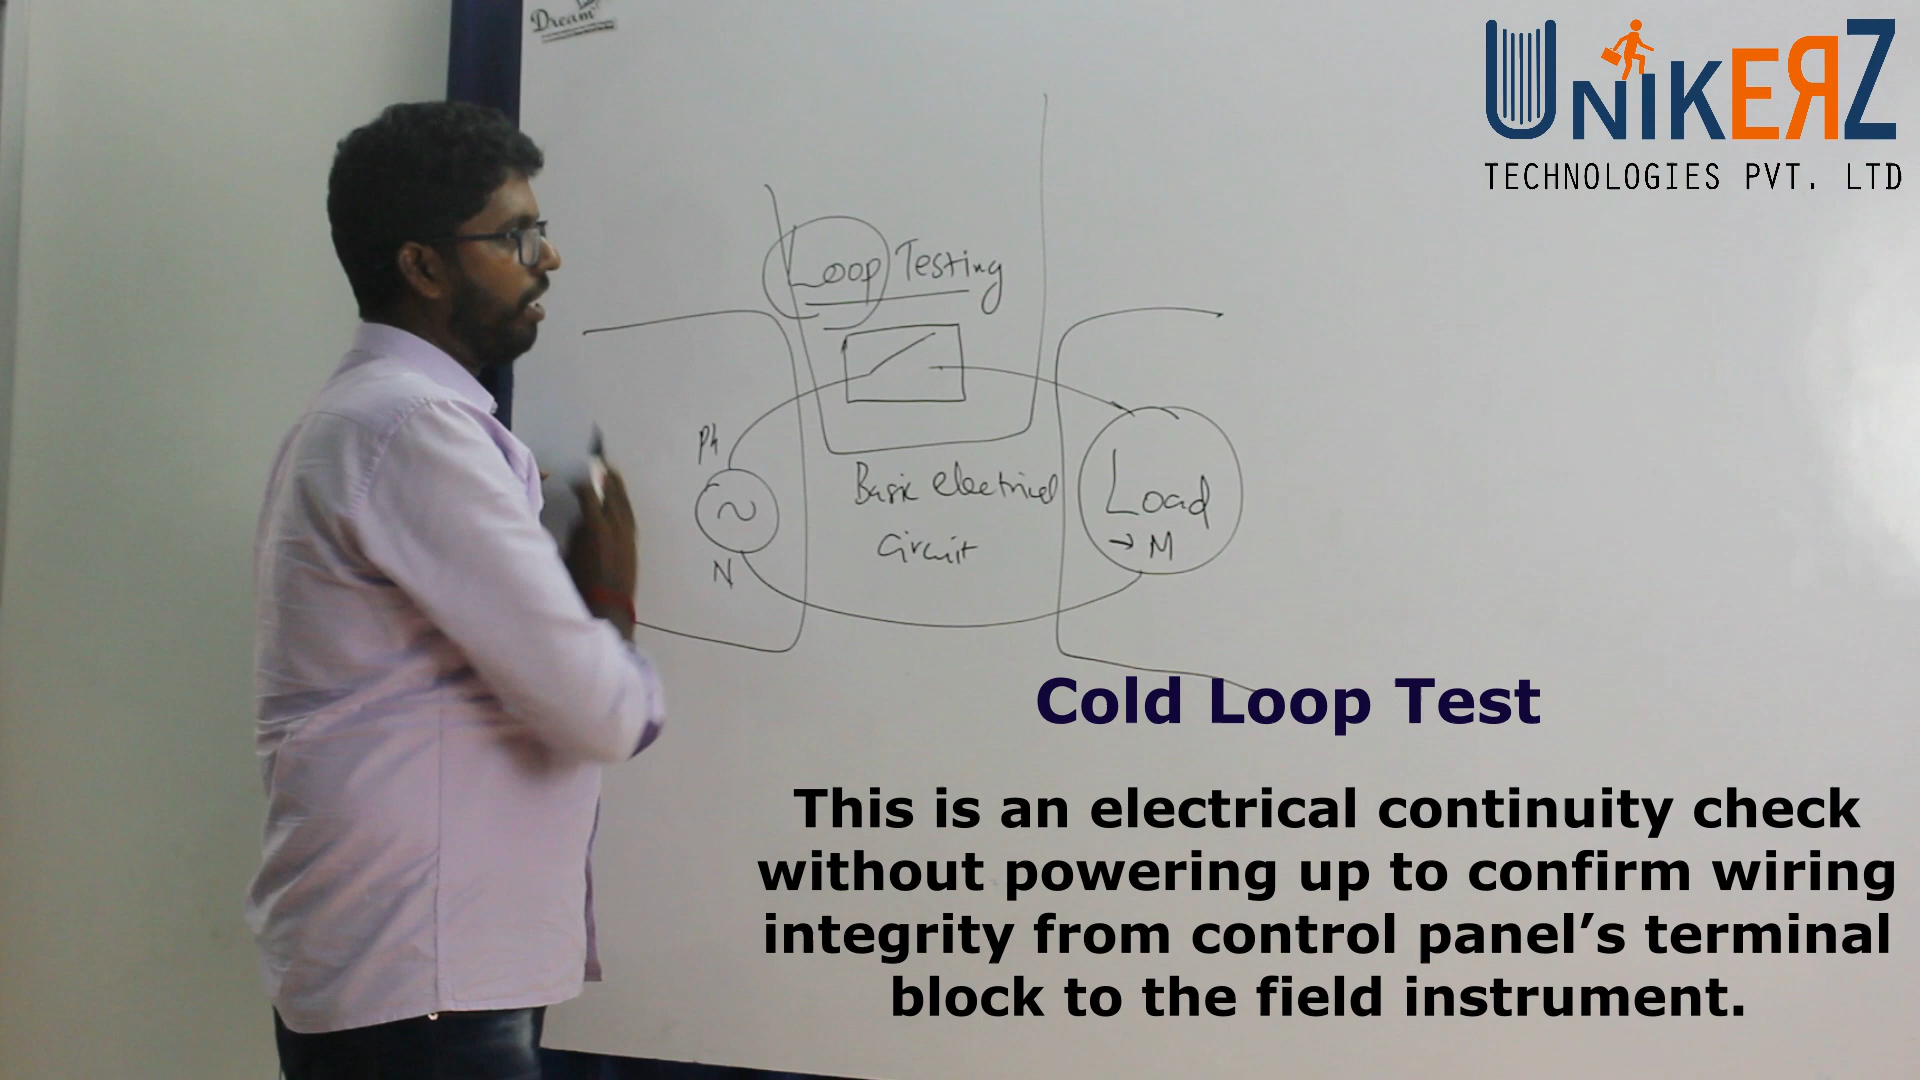 Dream
UNIKERZ
TECHNOLOGIES PVT. LTD
Loop Testing
Ph
N
Basic electrical
circuit
Load
→ M
Cold Loop Test
This is an electrical continuity check
without powering up to confirm wiring
integrity from control panel’s terminal
block to the field instrument.